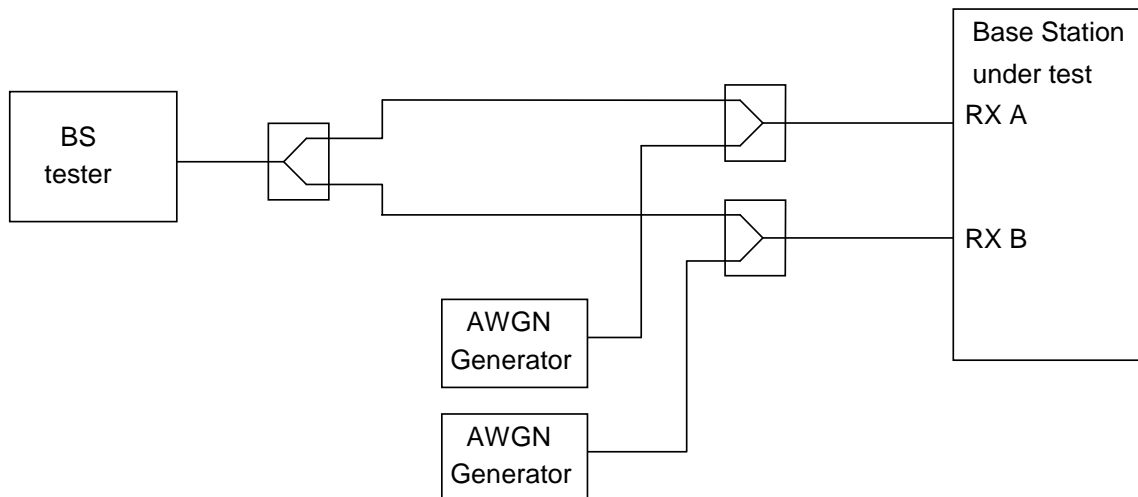 BS
tester
Base Station
under test
RX A
RX B
AWGN
Generator
AWGN
Generator